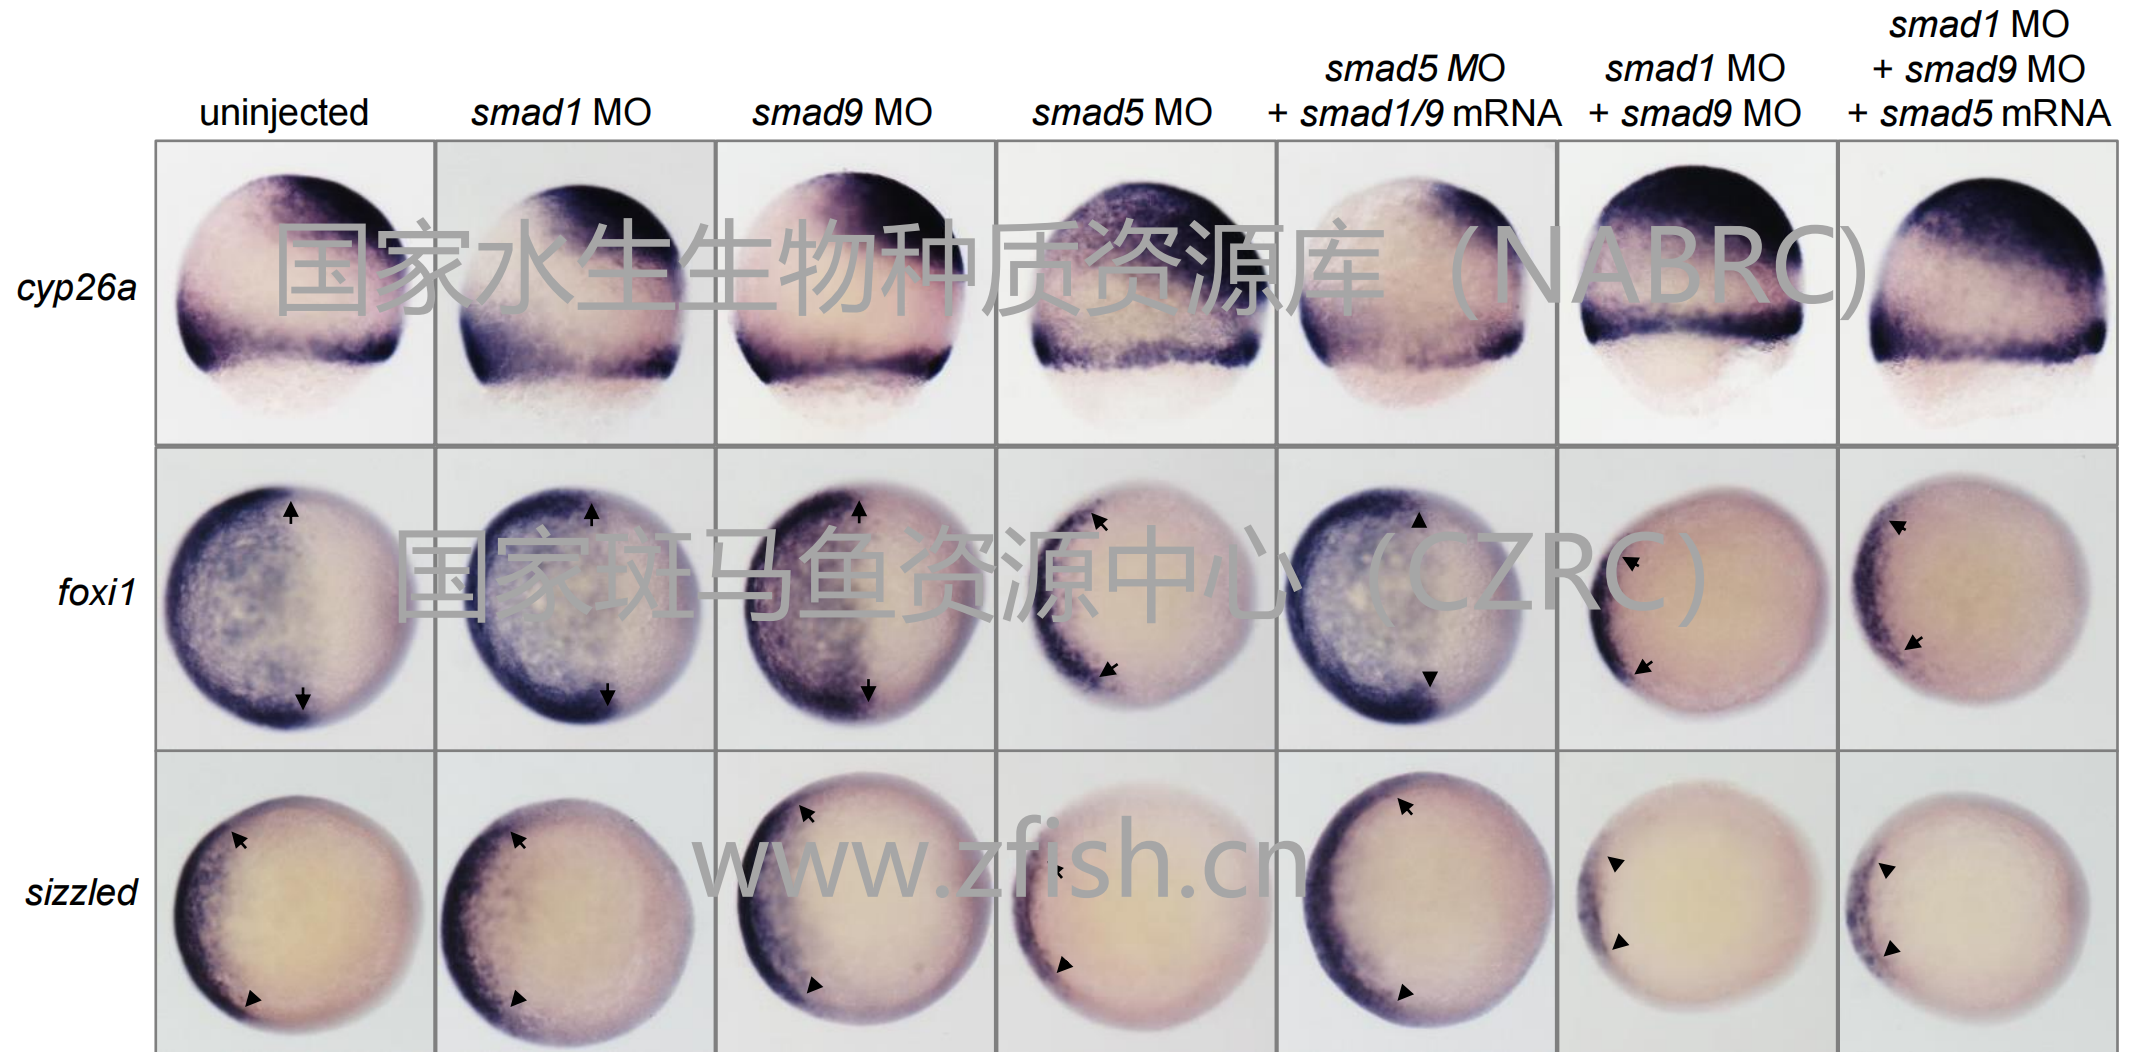 smad1 MO
smad5 MO smad1 MO + smad9 MO
uninjected smad1 MO smad9 MO smad5 MO + smad1/9 mRNA + smad9 MO + smad5 mRNA
国家水生生物种质资源库（NABRC）
cyp26a
国家斑马鱼资源中心（CZRC）
foxi1
www.zfish.cn
sizzled